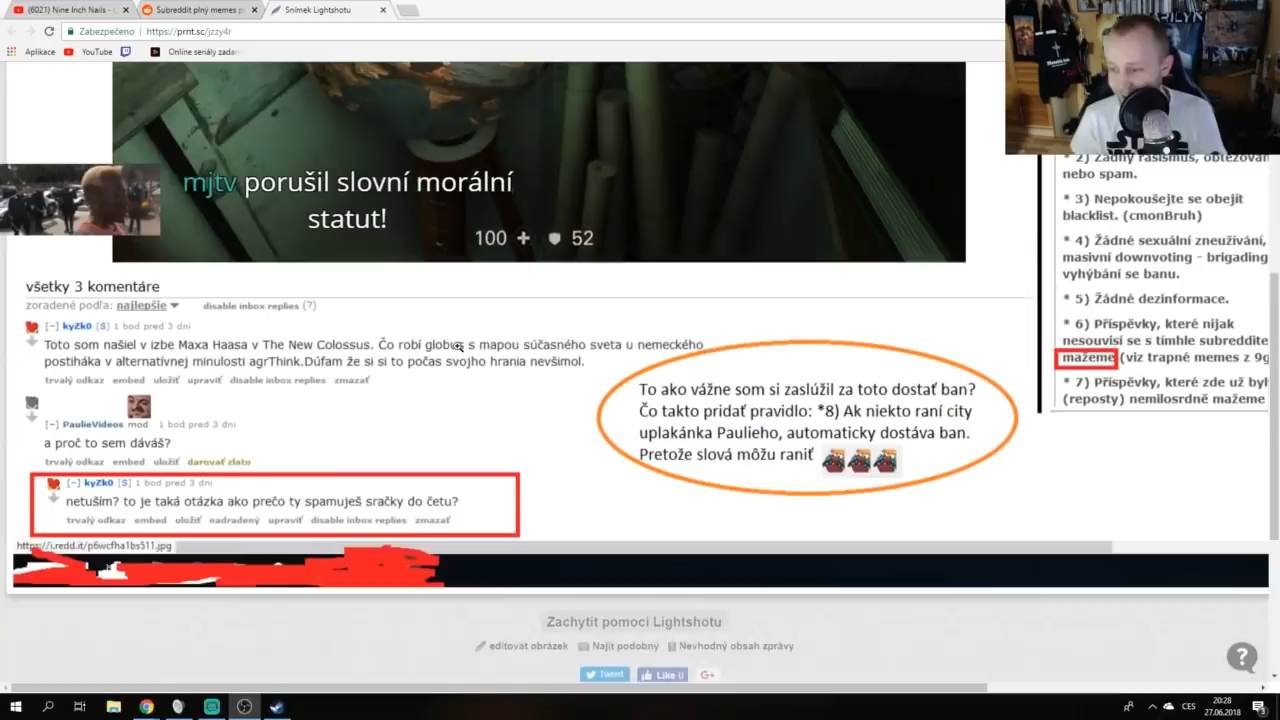 (6021) Nine Inch Nails -
Subreddit plný memes p
Snímek Lightshotu
Zabezpečeno
https://prnt.sc/jzzy4r
Aplikace
YouTube
Online seriály zadar
mjtv porušil slovní morální
statut!
100
52
všetky 3 komentáre
zoradené podľa: najlepšie
disable inbox replies (?)
[-] kyZk0 [S] 1 bod pred 3 dni
Toto som našiel v izbe Maxa Haasa v The New Colossus. Čo robí globus s mapou súčasného sveta u nemeckého
postiháka v alternatívnej minulosti agrThink.Dúfam že si si to počas svojho hrania nevšimol.
trvalý odkaz embed uložiť upraviť disable inbox replies zmazať
[-] PaulieVideos mod 1 bod pred 3 dni
a proč to sem dáváš?
trvalý odkaz embed uložiť darovať zlato
[-] kyZk0 [S] 1 bod pred 3 dni
netuším? to je taká otázka ako prečo ty spamuješ sračky do četu?
trvalý odkaz embed uložiť nadradený upraviť disable inbox replies zmazať
https://i.redd.it/p6wcfha1bs511.jpg
To ako vážne som si zaslúžil za toto dostať ban?
Čo takto pridať pravidlo: *8) Ak niekto raní city
uplakánka Paulieho, automaticky dostáva ban.
Pretože slová môžu raniť
* 2) Žádný rasismus, obtěžován
nebo spam.
* 3) Nepokoušejte se obejít
blacklist. (cmonBruh)
* 4) Žádné sexuální zneužívání,
masivní downvoting - brigading
vyhýbání se banu.
* 5) Žádné dezinformace.
* 6) Příspěvky, které nijak
nesouvisí se s tímhle subreddite
mažeme (viz trapné memes z 9g
* 7) Příspěvky, které zde už byl
(reposty) nemilosrdně mažeme
Zachytit pomocí Lightshotu
editovat obrázek
Najít podobný
Nevhodný obsah zprávy
Tweet
Like 0
G+
CES
20:28
27.06.2018